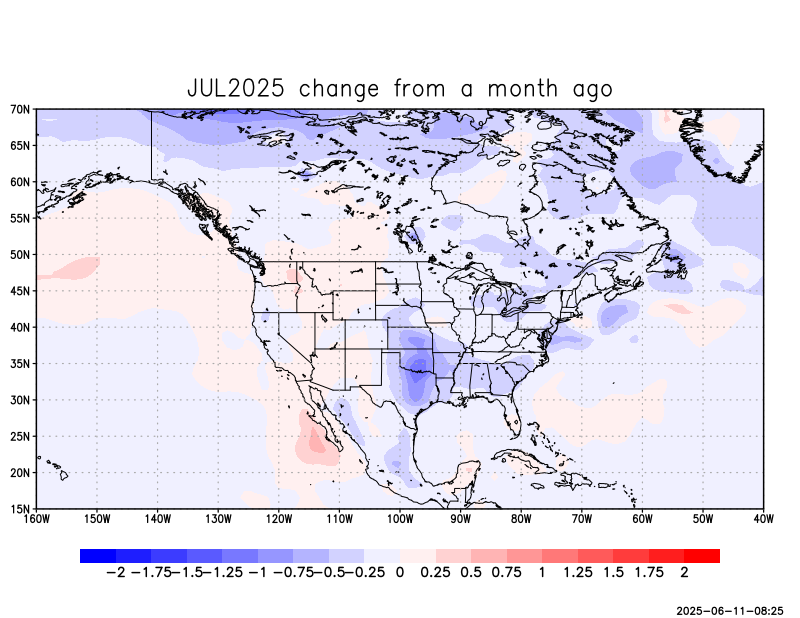 JUL2025 change from a month ago
70N
65N
60N
55N
50N
45N
40N
35N
30N
25N
20N
15N
160W 150W 140W 130W 120W 110W 100W 90W 80W 70W 60W 50W 40W
−2 −1.75 −1.5 −1.25 −1 −0.75 −0.5 −0.25 0 0.25 0.5 0.75 1 1.25 1.5 1.75 2
2025-06-11-08:25